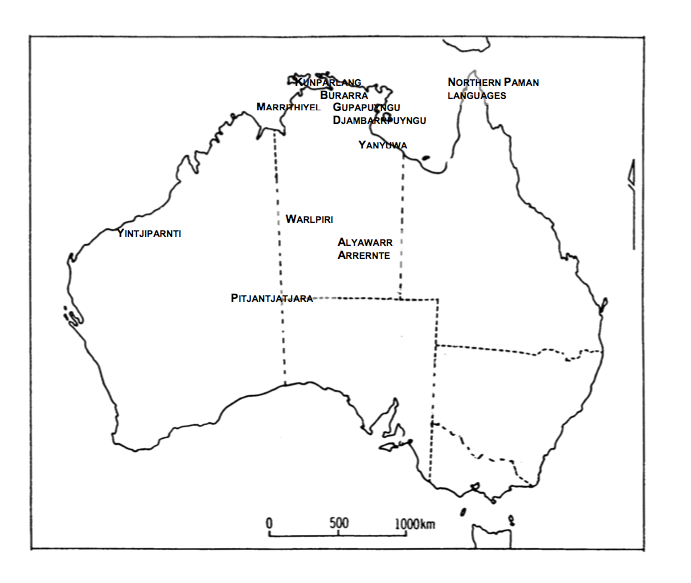 KUNPARLANG
NORTHERN PAMAN
LANGUAGES
BURARRA
MARRITHIYEL
GUPAPUYNGU
DJAMBARRPUYNGU
YANYUWA
WARLPIRI
YINTJIPARNTI
ALYAWARR
ARRERNTE
PITJANTJATJARA
0 500 1000km